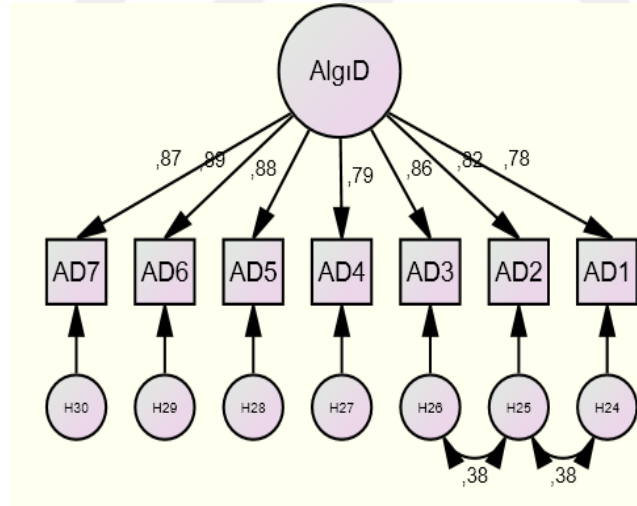 AlgıD
,87 ,89 ,88 ,79 ,86 ,82 ,78
AD7 AD6 AD5 AD4 AD3 AD2 AD1
H30 H29 H28 H27 H26 H25 H24
,38 ,38